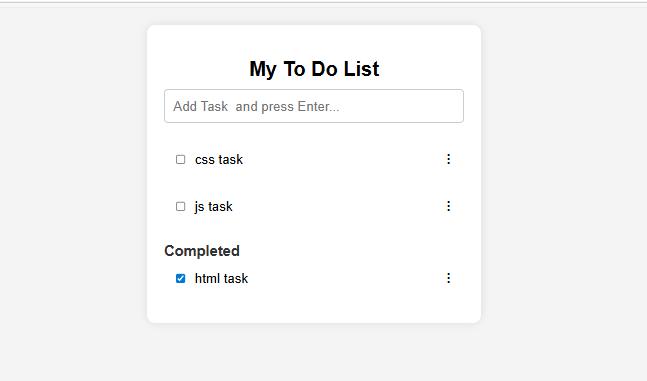 My To Do List
Add Task  and press Enter...
css task
js task
Completed
html task